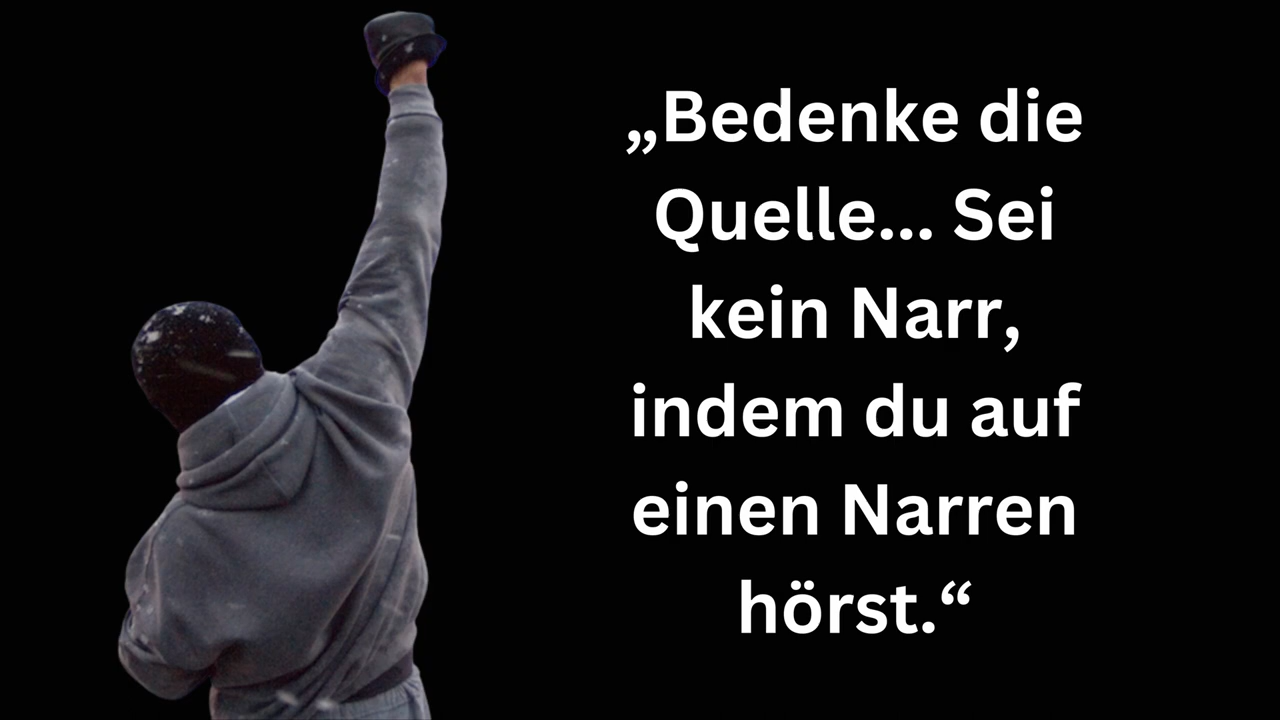 „Bedenke die
Quelle... Sei
kein Narr,
indem du auf
einen Narren
hörst.“